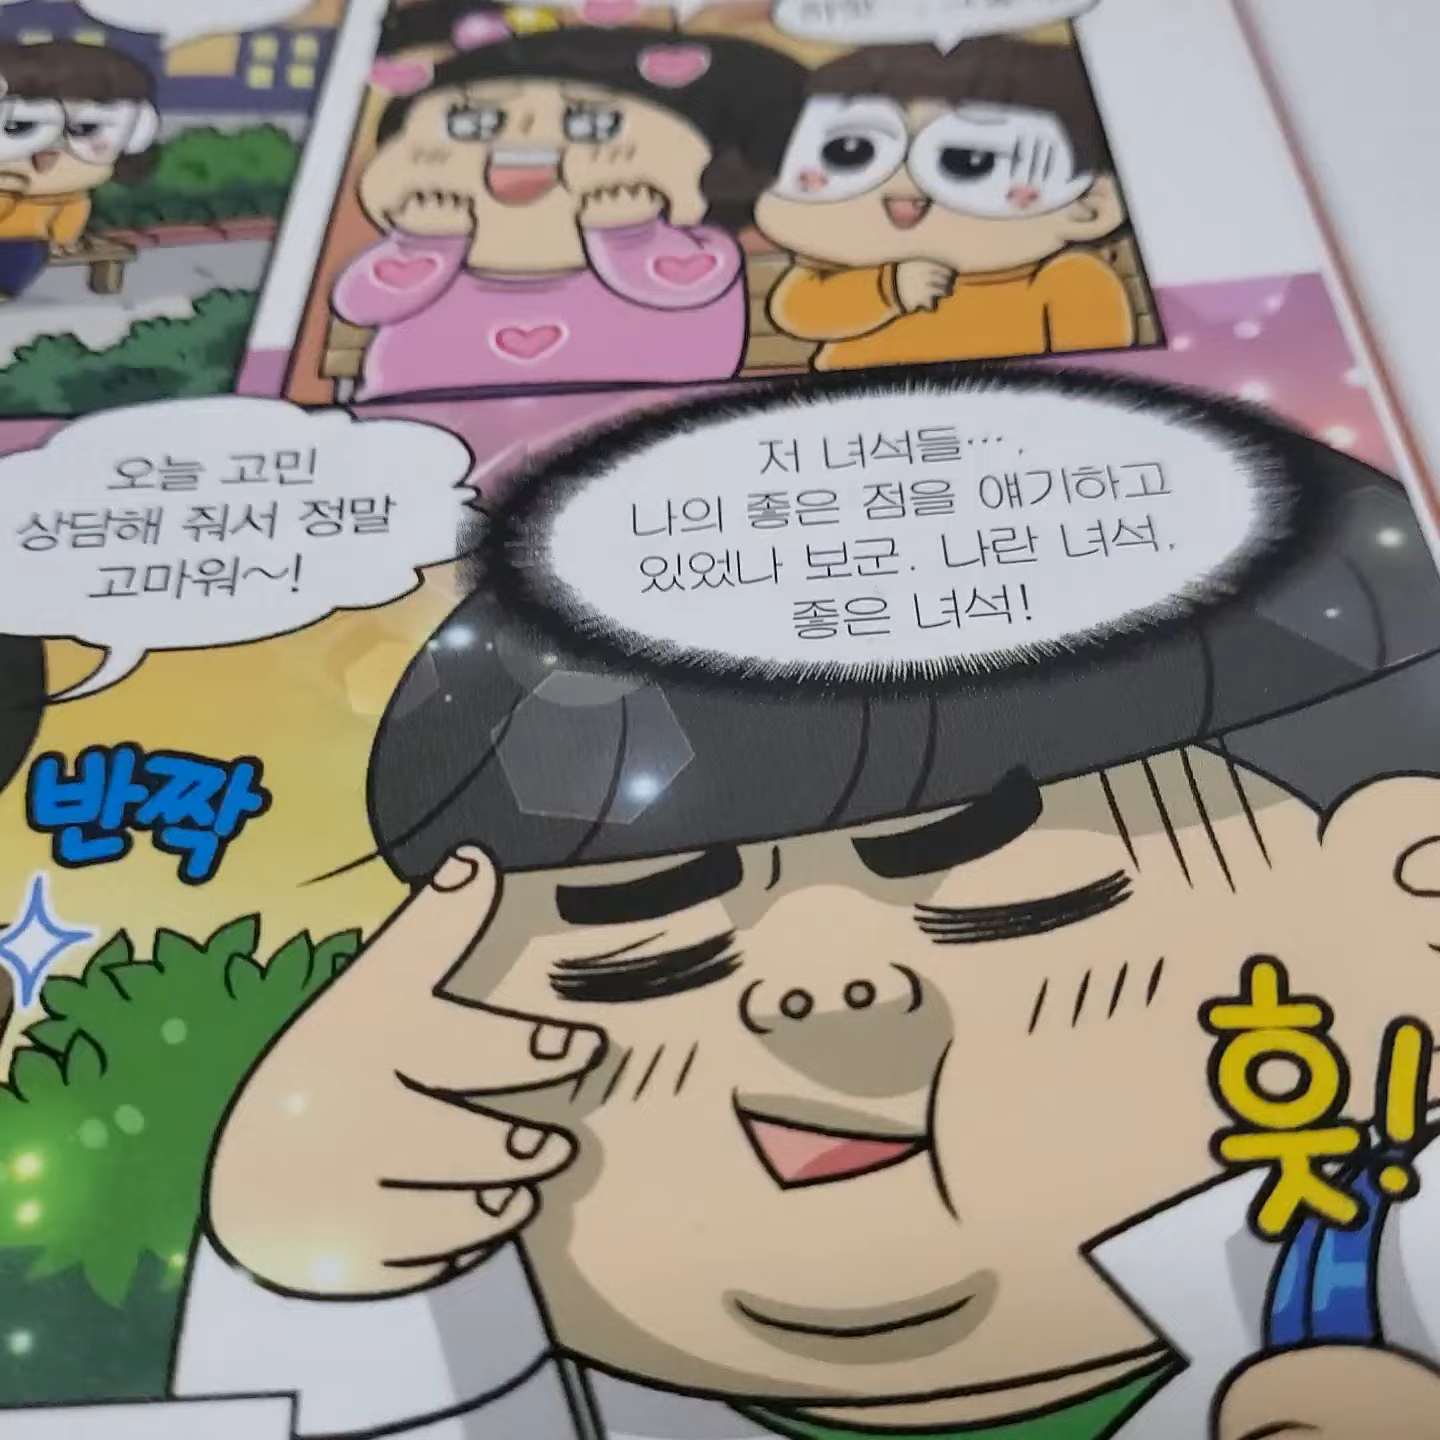 오늘 고민
상담해 줘서 정말
고마워~!
저 녀석들….
나의 좋은 점을 얘기하고
있었나 보군. 나란 녀석.
좋은 녀석!
반짝
흣!